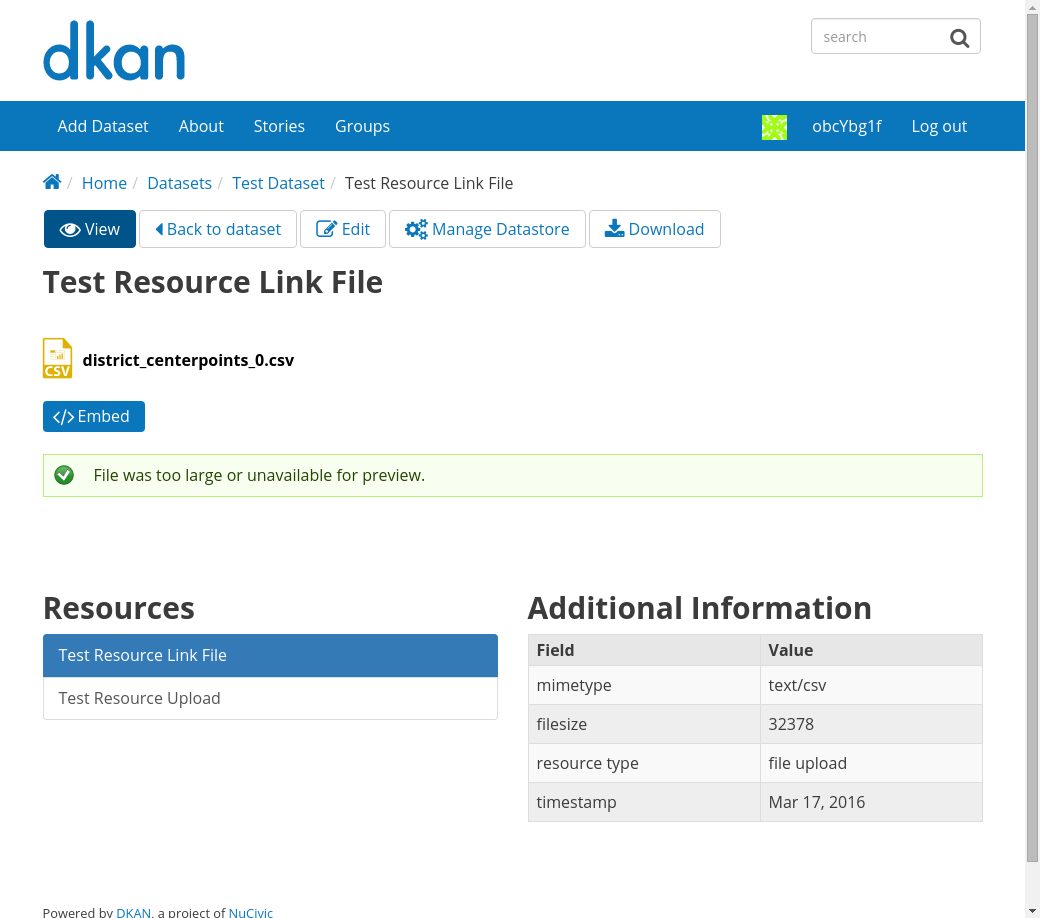 dkan
search
Add Dataset About Stories Groups obcYbg1f Log out
/ Home / Datasets / Test Dataset / Test Resource Link File
View Back to dataset Edit Manage Datastore Download
Test Resource Link File
CSV district_centerpoints_0.csv
</> Embed
File was too large or unavailable for preview.
Resources
Test Resource Link File
Test Resource Upload
Additional Information
Field Value
mimetype text/csv
filesize 32378
resource type file upload
timestamp Mar 17, 2016
Powered by DKAN, a project of NuCivic